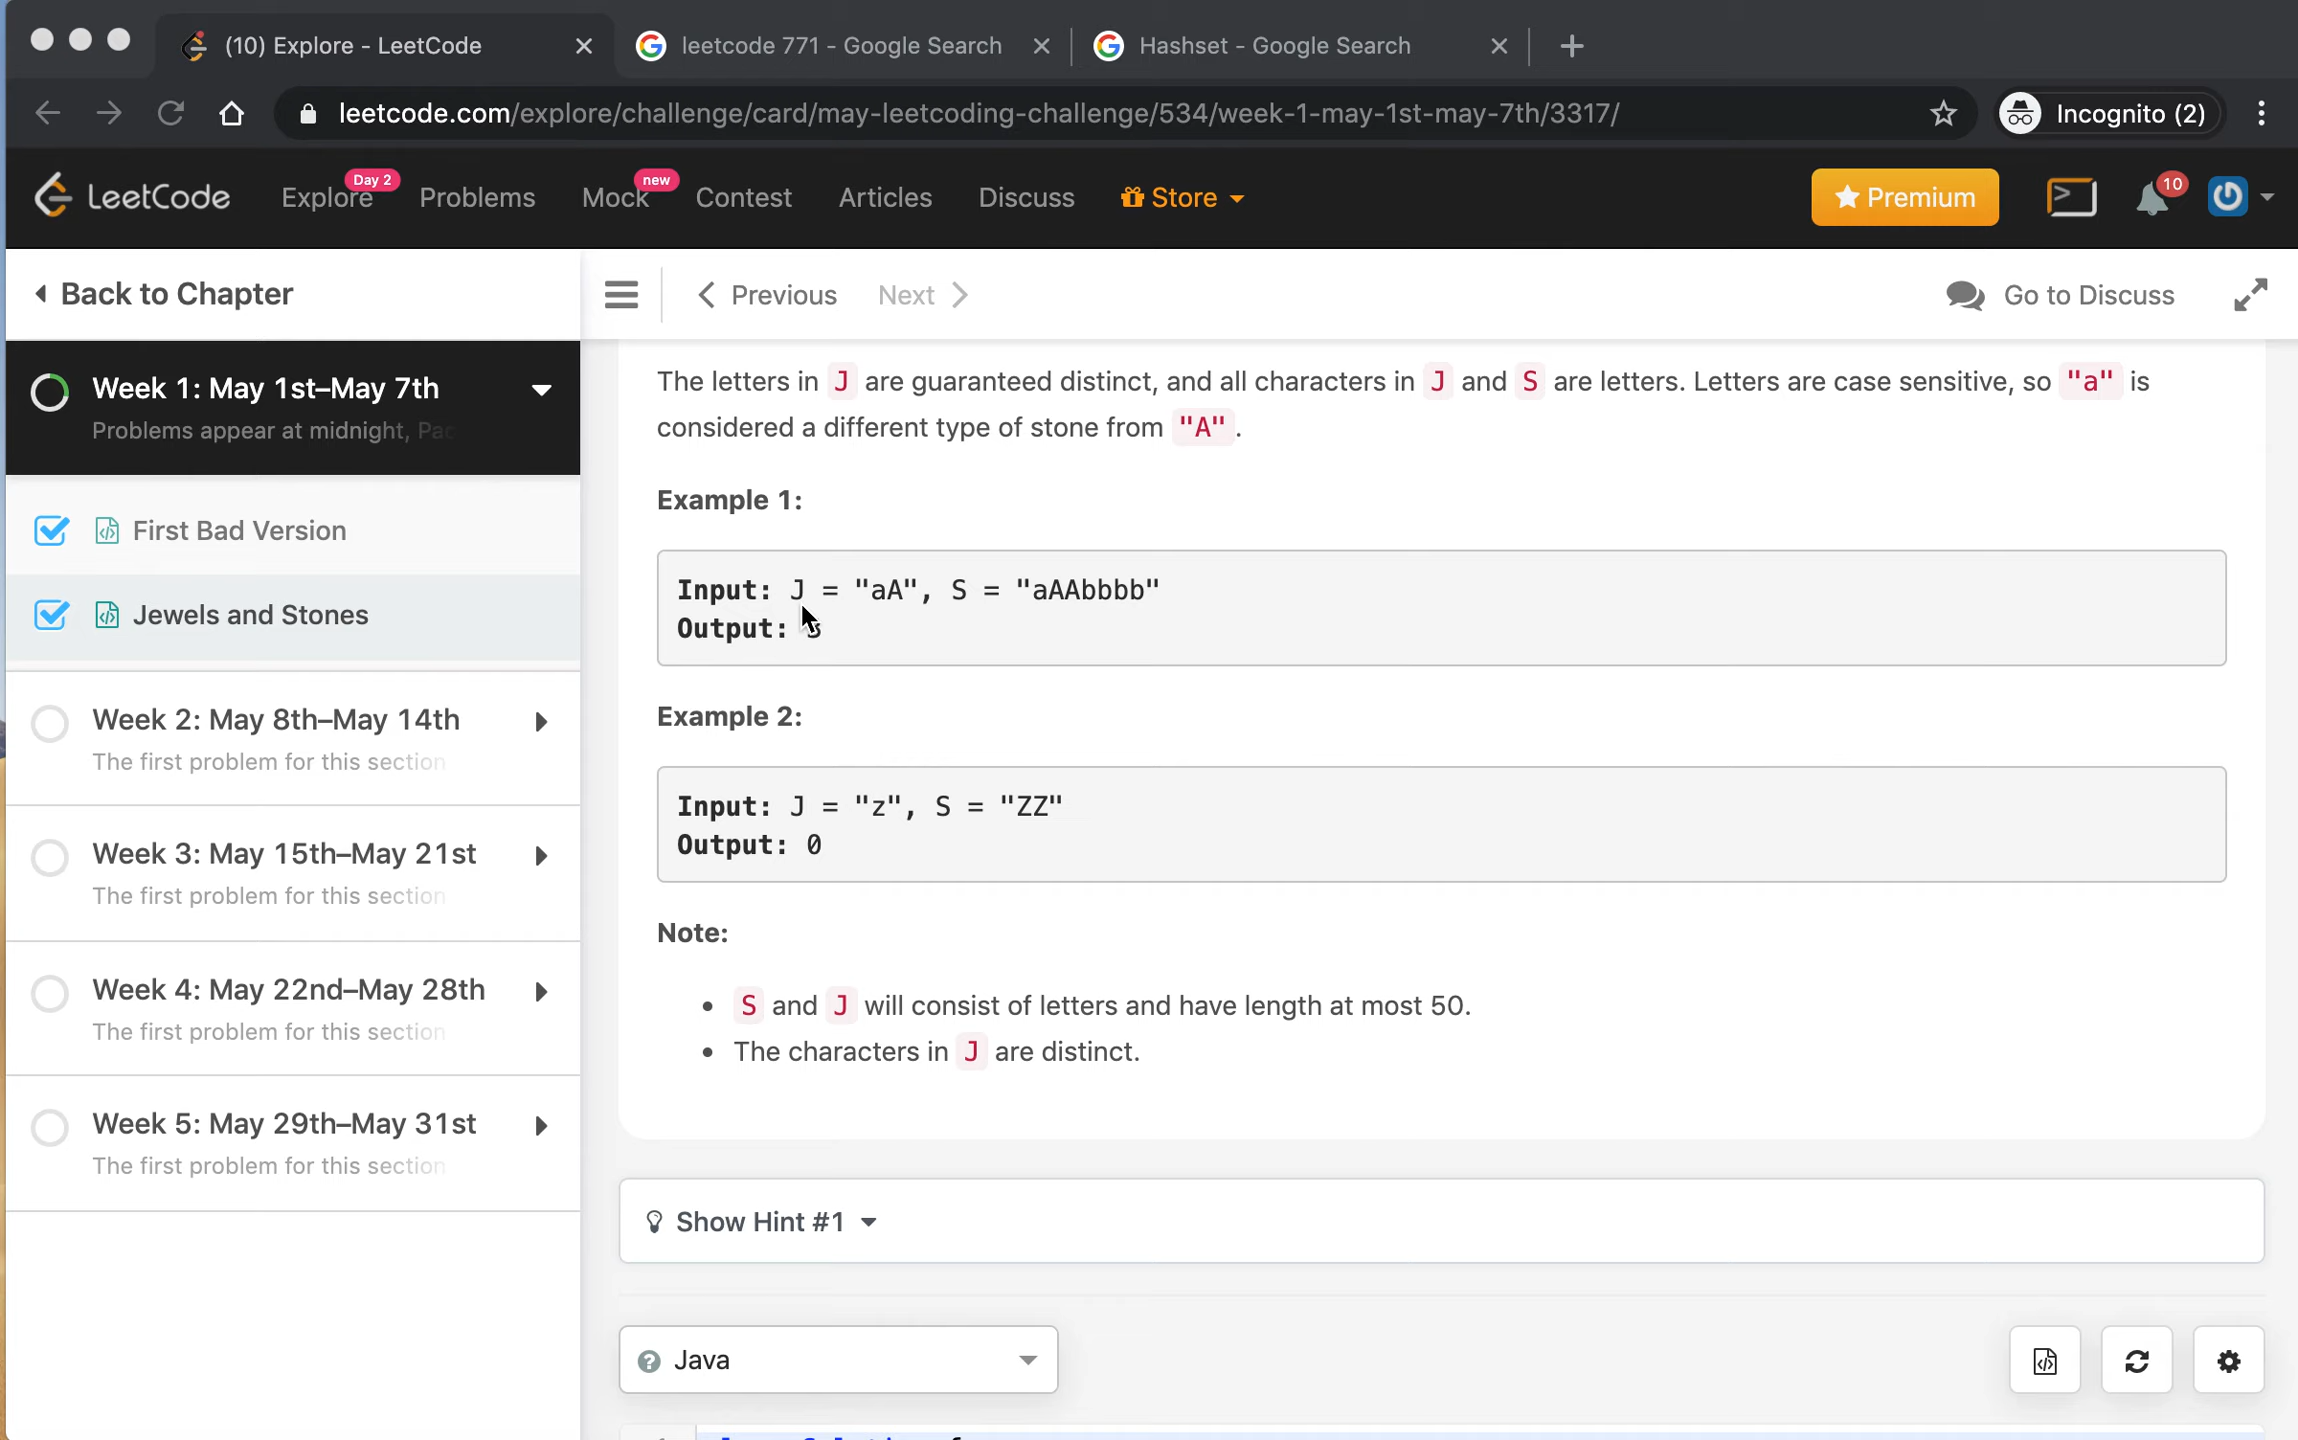 (10) Explore - LeetCode
leetcode 771 - Google Search
Hashset - Google Search
leetcode.com/explore/challenge/card/may-leetcoding-challenge/534/week-1-may-1st-may-7th/3317/
Incognito (2)
LeetCode
Explore
Day 2
Problems
Mock
new
Contest
Articles
Discuss
Store
Premium
10
Back to Chapter
Previous
Next
Go to Discuss
Week 1: May 1st–May 7th
Problems appear at midnight, Pac
First Bad Version
Jewels and Stones
Week 2: May 8th–May 14th
The first problem for this section
Week 3: May 15th–May 21st
The first problem for this section
Week 4: May 22nd–May 28th
The first problem for this section
Week 5: May 29th–May 31st
The first problem for this section
The letters in J are guaranteed distinct, and all characters in J and S are letters. Letters are case sensitive, so "a" is
considered a different type of stone from "A".
Example 1:
Input: J = "aA", S = "aAAbbbb"
Output: 3
Example 2:
Input: J = "z", S = "ZZ"
Output: 0
Note:
• S and J will consist of letters and have length at most 50.
• The characters in J are distinct.
Show Hint #1
Java